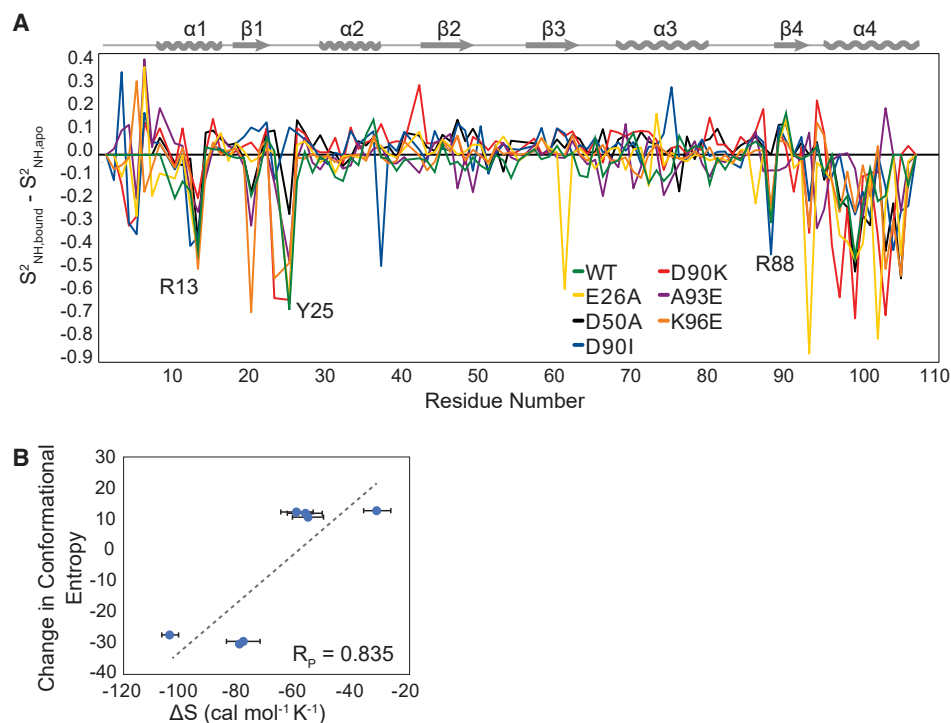 A
α1 β1 α2 β2 β3 α3 β4 α4
S²NH,bound - S²NH,apo
0.4
0.3
0.2
0.1
0.0
-0.1
-0.2
-0.3
-0.4
-0.5
-0.6
-0.7
-0.8
-0.9
R13
Y25
R88
WT D90K
E26A A93E
D50A K96E
D90I
10 20 30 40 50 60 70 80 90 100 110
Residue Number
B
Change in Conformational
Entropy
30
20
10
0
-10
-20
-30
-40
RP = 0.835
-120 -100 -80 -60 -40 -20
ΔS (cal mol⁻¹ K⁻¹)